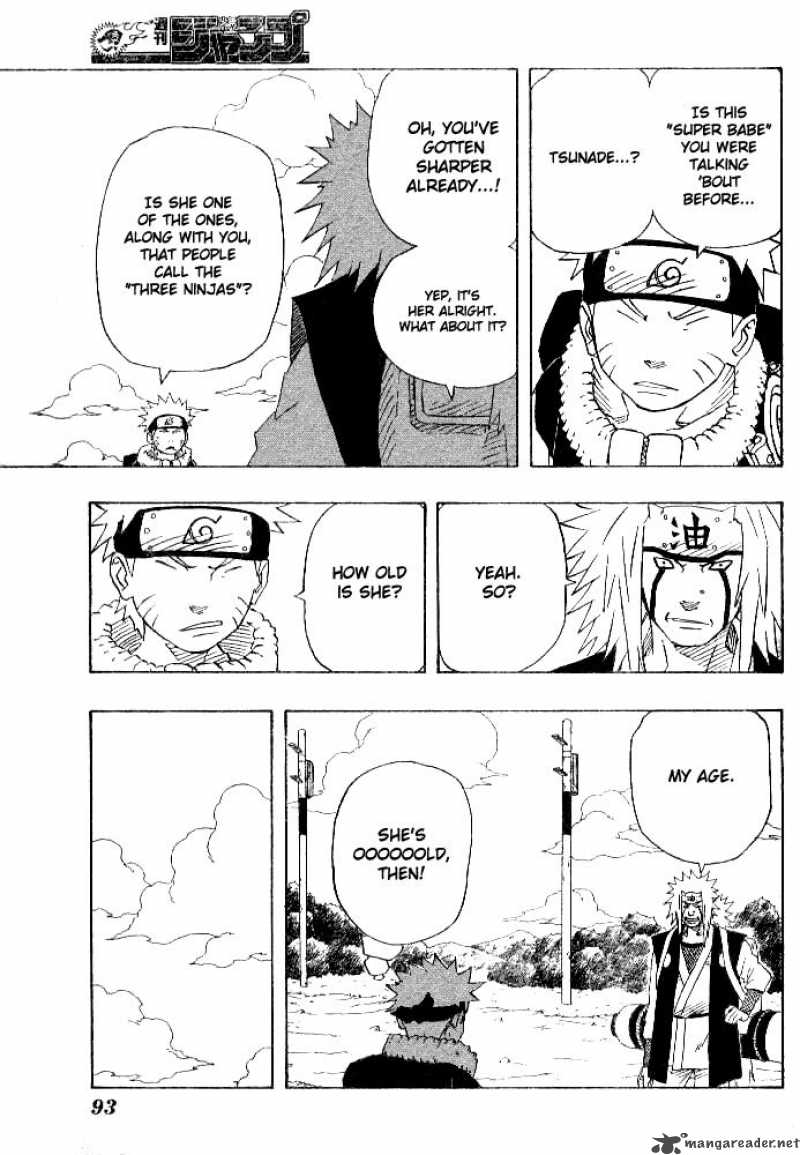 週刊
ジャンプ
IS THIS
"SUPER BABE"
YOU WERE
TALKING
'BOUT
BEFORE...
TSUNADE...?
OH, YOU'VE
GOTTEN
SHARPER
ALREADY...!
YEP, IT'S
HER ALRIGHT.
WHAT ABOUT IT?
IS SHE ONE
OF THE ONES,
ALONG WITH YOU,
THAT PEOPLE
CALL THE
"THREE NINJAS"?
YEAH.
SO?
油
HOW OLD
IS SHE?
MY AGE.
SHE'S
OOOOOOLD,
THEN!
93
mangareader.net